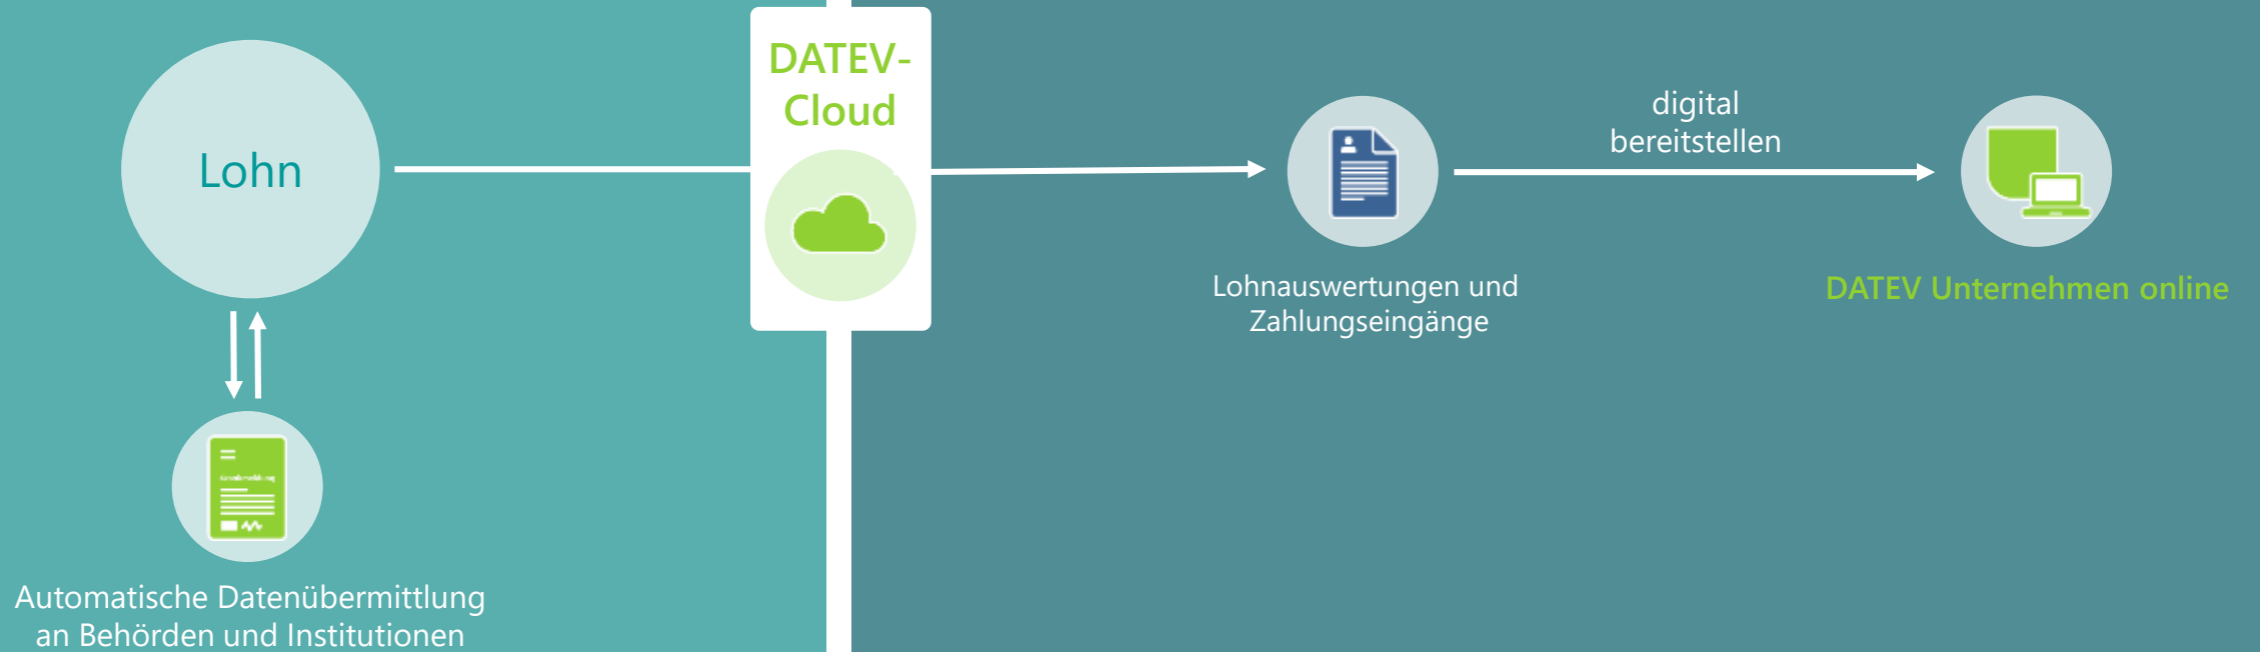 Lohn
Automatische Datenübermittlung
an Behörden und Institutionen
DATEV-
Cloud
Lohnauswertungen und
Zahlungseingänge
digital
bereitstellen
DATEV Unternehmen online